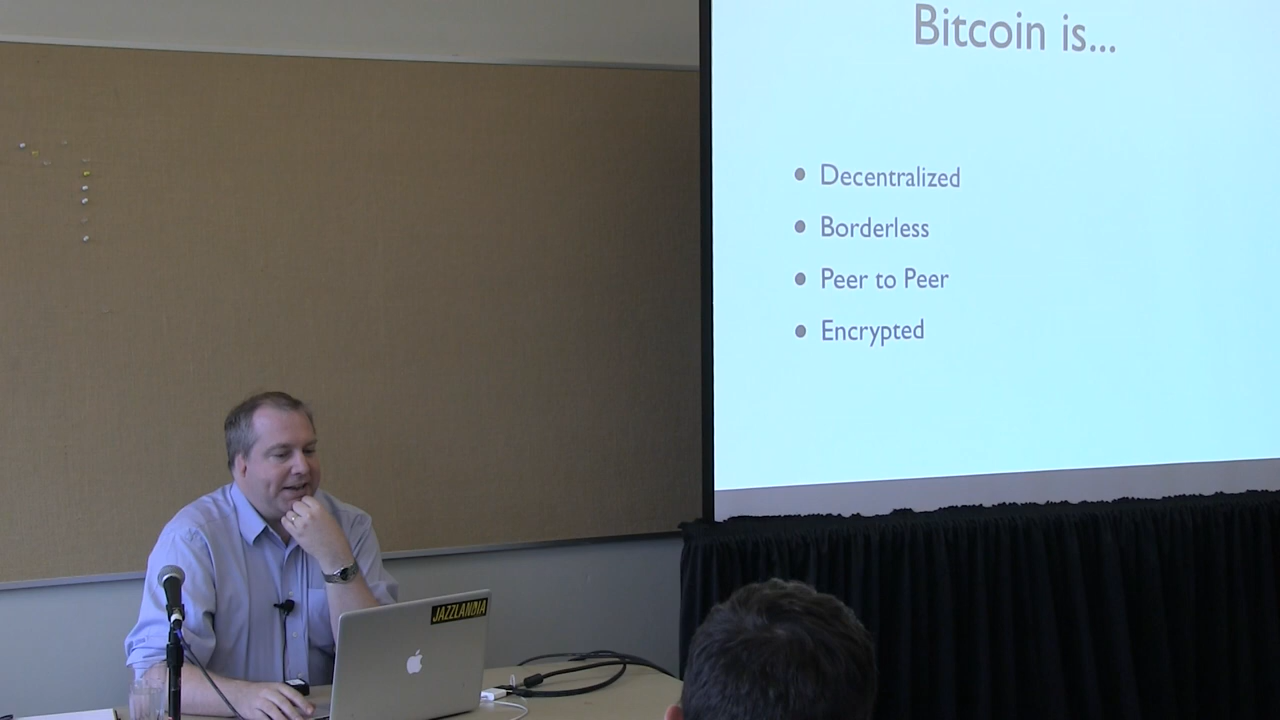 Bitcoin is...
Decentralized
Borderless
Peer to Peer
Encrypted
JAZZLANDIA